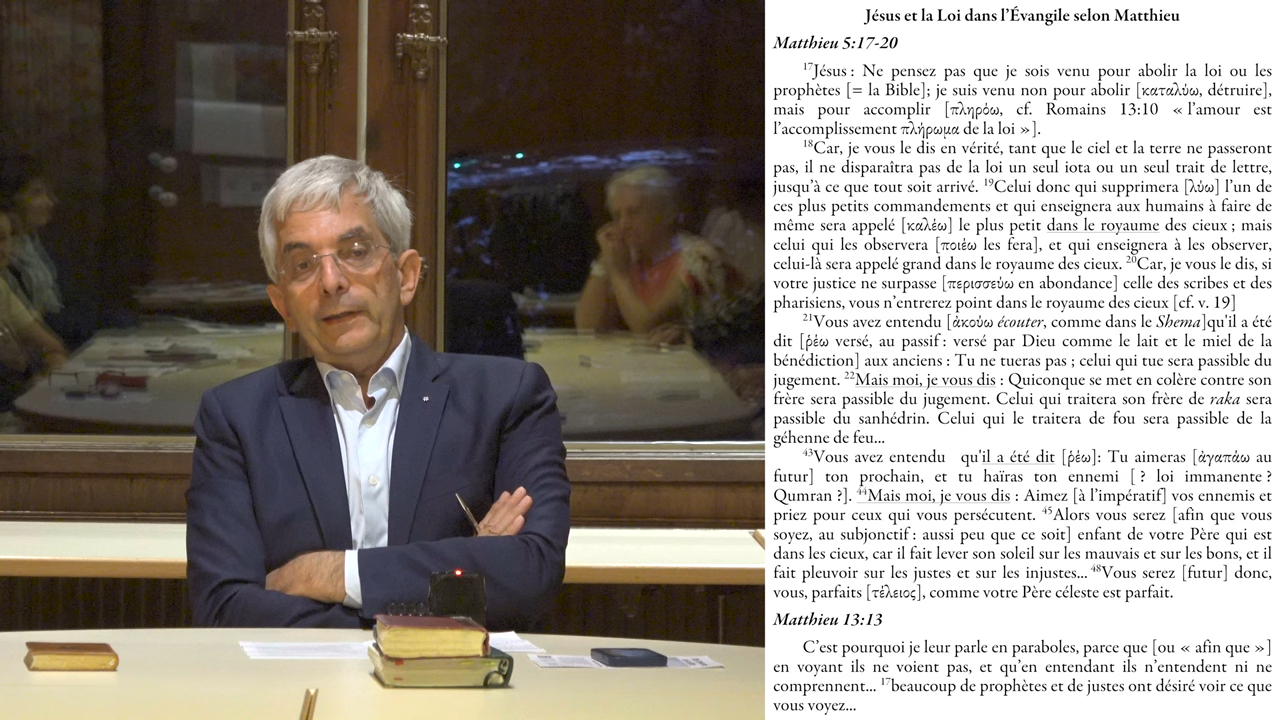 Jésus et la Loi dans l’Évangile selon Matthieu
Matthieu 5:17-20
¹⁷Jésus : Ne pensez pas que je sois venu pour abolir la loi ou les
prophètes [= la Bible]; je suis venu non pour abolir [καταλύω, détruire],
mais pour accomplir [πληρόω, cf. Romains 13:10 « l’amour est
l’accomplissement πλήρωμα de la loi »].
¹⁸Car, je vous le dis en vérité, tant que le ciel et la terre ne passeront
pas, il ne disparaîtra pas de la loi un seul iota ou un seul trait de lettre,
jusqu’à ce que tout soit arrivé. ¹⁹Celui donc qui supprimera [λύω] l’un de
ces plus petits commandements et qui enseignera aux humains à faire de
même sera appelé [καλέω] le plus petit dans le royaume des cieux ; mais
celui qui les observera [ποιέω les fera], et qui enseignera à les observer,
celui-là sera appelé grand dans le royaume des cieux. ²⁰Car, je vous le dis, si
votre justice ne surpasse [περισσεύω en abondance] celle des scribes et des
pharisiens, vous n’entrerez point dans le royaume des cieux [cf. v. 19]
²¹Vous avez entendu [ἀκούω écouter, comme dans le Shema]qu’il a été
dit [ῥέω versé, au passif : versé par Dieu comme le lait et le miel de la
bénédiction] aux anciens : Tu ne tueras pas ; celui qui tue sera passible du
jugement. ²²Mais moi, je vous dis : Quiconque se met en colère contre son
frère sera passible du jugement. Celui qui traitera son frère de raka sera
passible du sanhédrin. Celui qui le traitera de fou sera passible de la
géhenne de feu...
⁴³Vous avez entendu qu'il a été dit [ῥέω]: Tu aimeras [ἀγαπάω au
futur] ton prochain, et tu haïras ton ennemi [ ? loi immanente ?
Qumran ?]. ⁴⁴Mais moi, je vous dis : Aimez [à l’impératif] vos ennemis et
priez pour ceux qui vous persécutent. ⁴⁵Alors vous serez [afin que vous
soyez, au subjonctif : aussi peu que ce soit] enfant de votre Père qui est
dans les cieux, car il fait lever son soleil sur les mauvais et sur les bons, et il
fait pleuvoir sur les justes et sur les injustes... ⁴⁸Vous serez [futur] donc,
vous, parfaits [τέλειος], comme votre Père céleste est parfait.
Matthieu 13:13
C’est pourquoi je leur parle en paraboles, parce que [ou « afin que »]
en voyant ils ne voient pas, et qu’en entendant ils n’entendent ni ne
comprennent... ¹⁷beaucoup de prophètes et de justes ont désiré voir ce que
vous voyez...